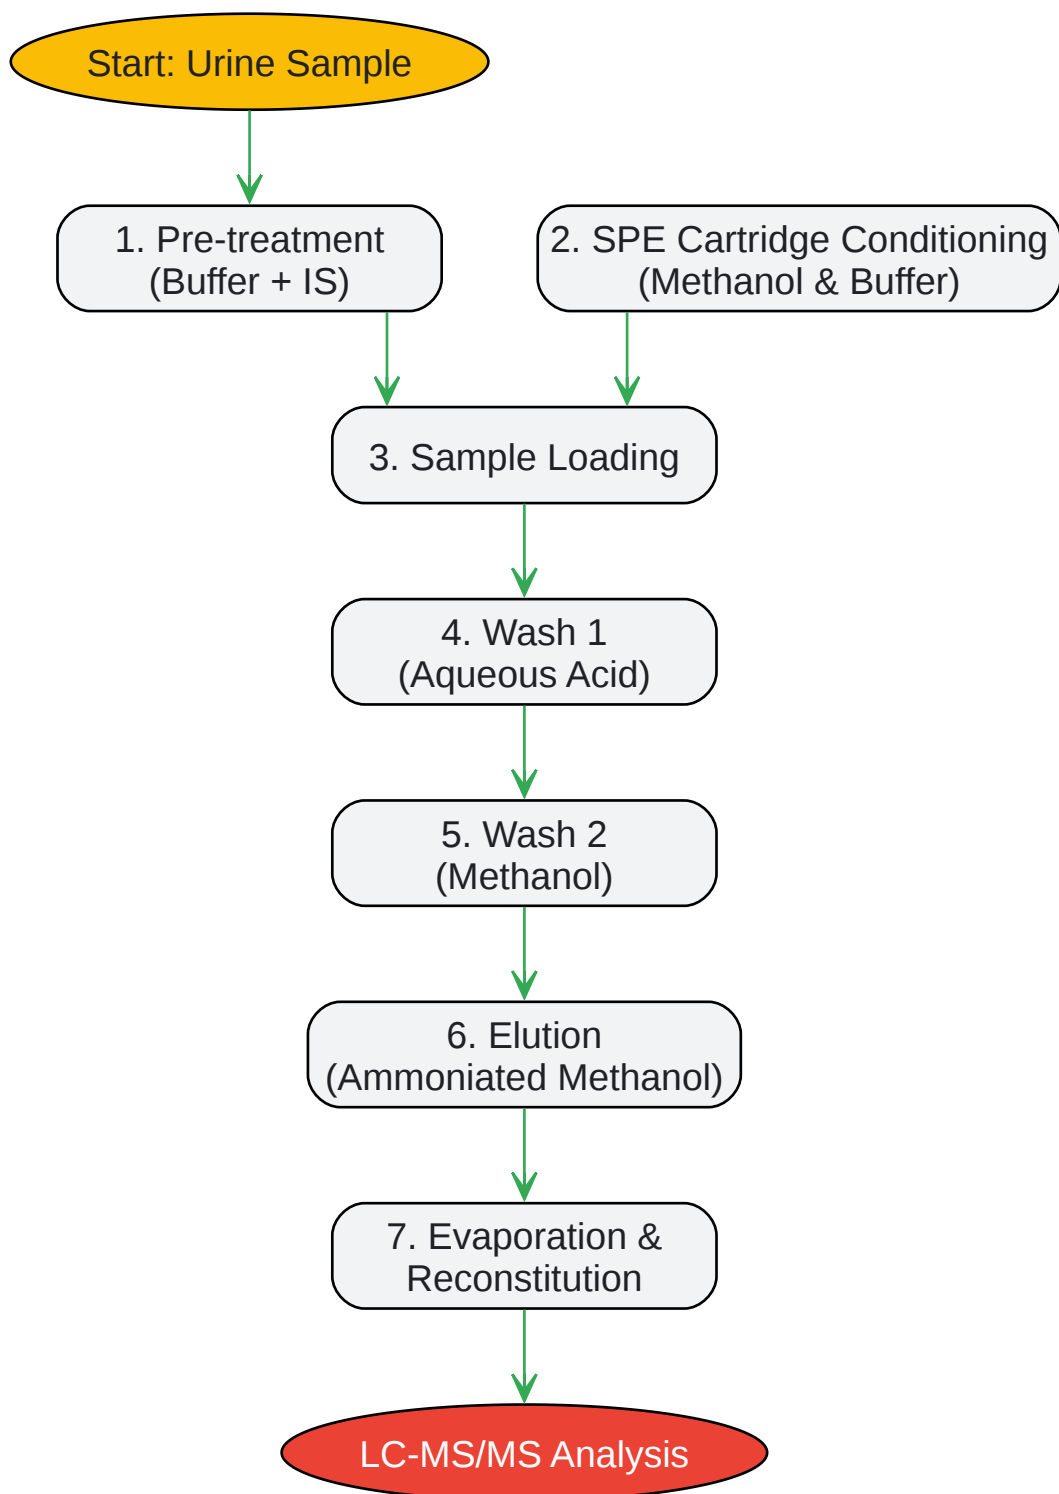 Start: Urine Sample
1. Pre-treatment
(Buffer + IS)
2. SPE Cartridge Conditioning
(Methanol & Buffer)
3. Sample Loading
4. Wash 1
(Aqueous Acid)
5. Wash 2
(Methanol)
6. Elution
(Ammoniated Methanol)
7. Evaporation &
Reconstitution
LC-MS/MS Analysis